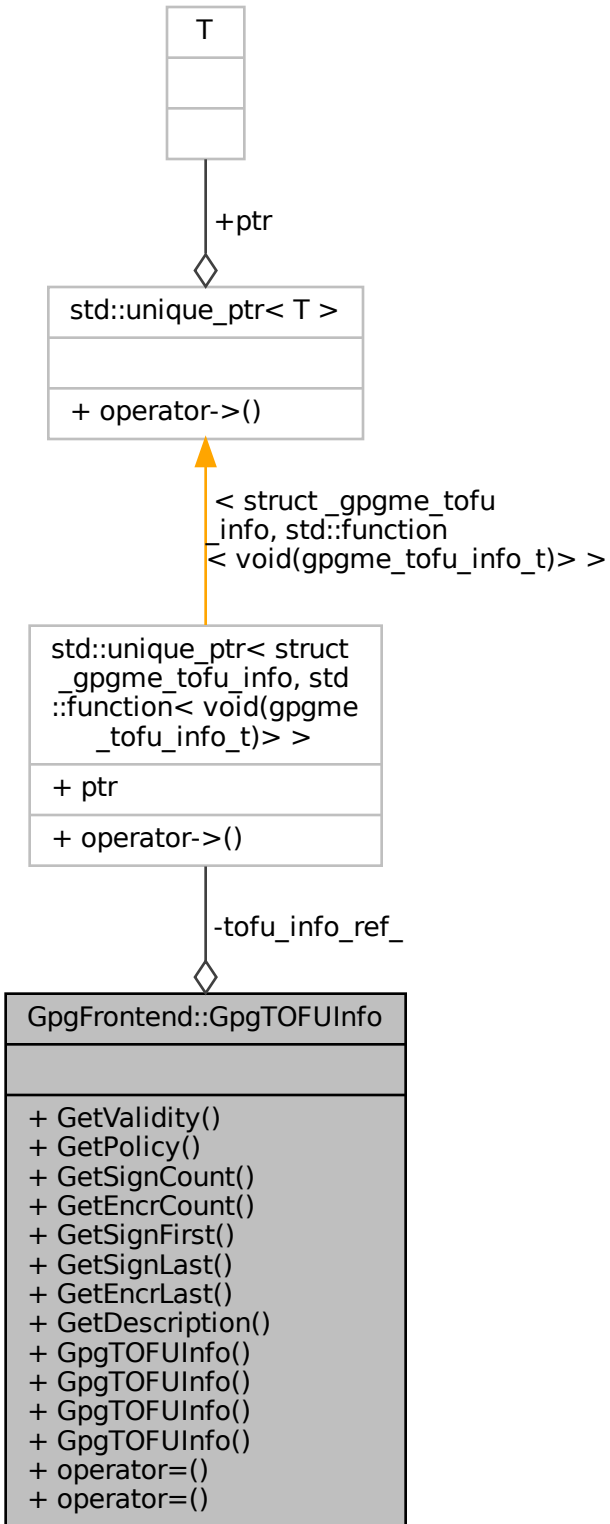 T
+ptr
std::unique_ptr< T >
+ operator->()
< struct _gpgme_tofu
_info, std::function
< void(gpgme_tofu_info_t)> >
std::unique_ptr< struct
_gpgme_tofu_info, std
::function< void(gpgme
_tofu_info_t)> >
+ ptr
+ operator->()
-tofu_info_ref_
GpgFrontend::GpgTOFUInfo
+ GetValidity()
+ GetPolicy()
+ GetSignCount()
+ GetEncrCount()
+ GetSignFirst()
+ GetSignLast()
+ GetEncrLast()
+ GetDescription()
+ GpgTOFUInfo()
+ GpgTOFUInfo()
+ GpgTOFUInfo()
+ GpgTOFUInfo()
+ operator=()
+ operator=()